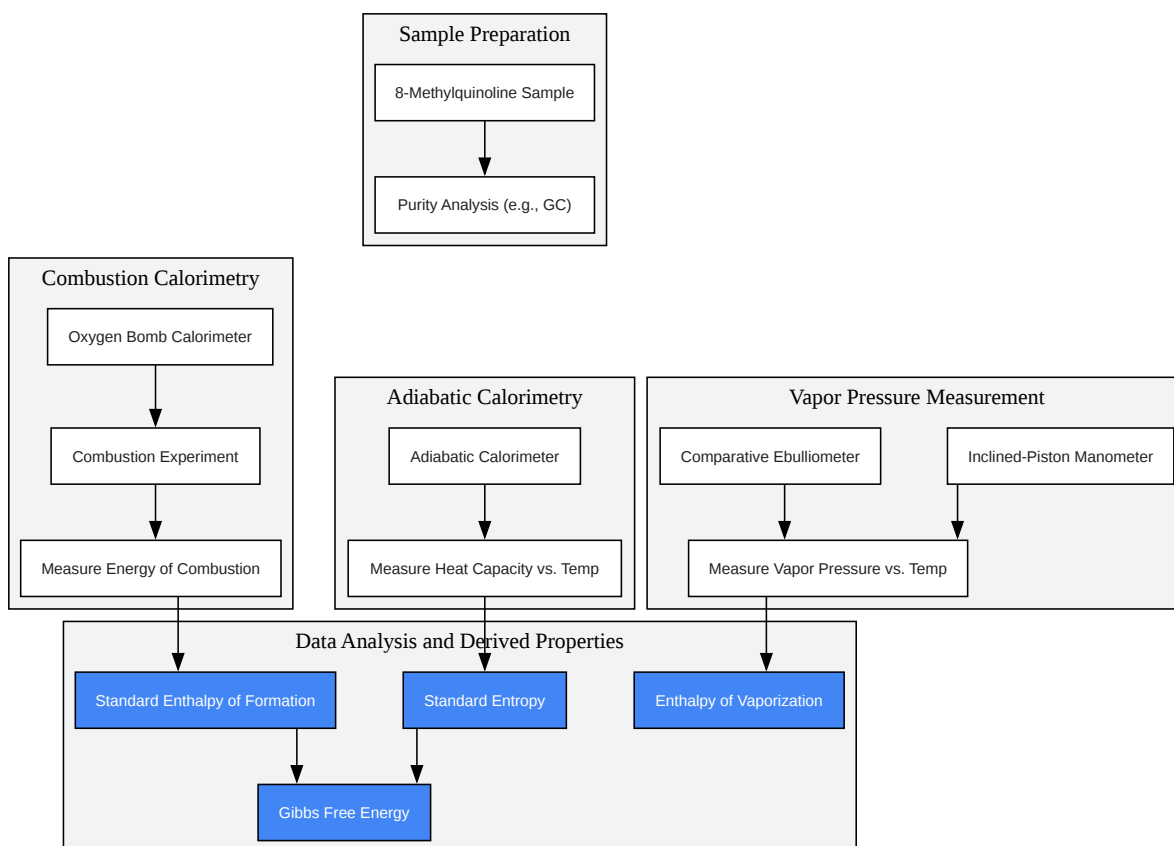 Sample Preparation
8-Methylquinoline Sample
Purity Analysis (e.g., GC)
Combustion Calorimetry
Oxygen Bomb Calorimeter
Combustion Experiment
Measure Energy of Combustion
Adiabatic Calorimetry
Adiabatic Calorimeter
Measure Heat Capacity vs. Temp
Vapor Pressure Measurement
Comparative Ebulliometer
Inclined-Piston Manometer
Measure Vapor Pressure vs. Temp
Data Analysis and Derived Properties
Standard Enthalpy of Formation
Standard Entropy
Enthalpy of Vaporization
Gibbs Free Energy